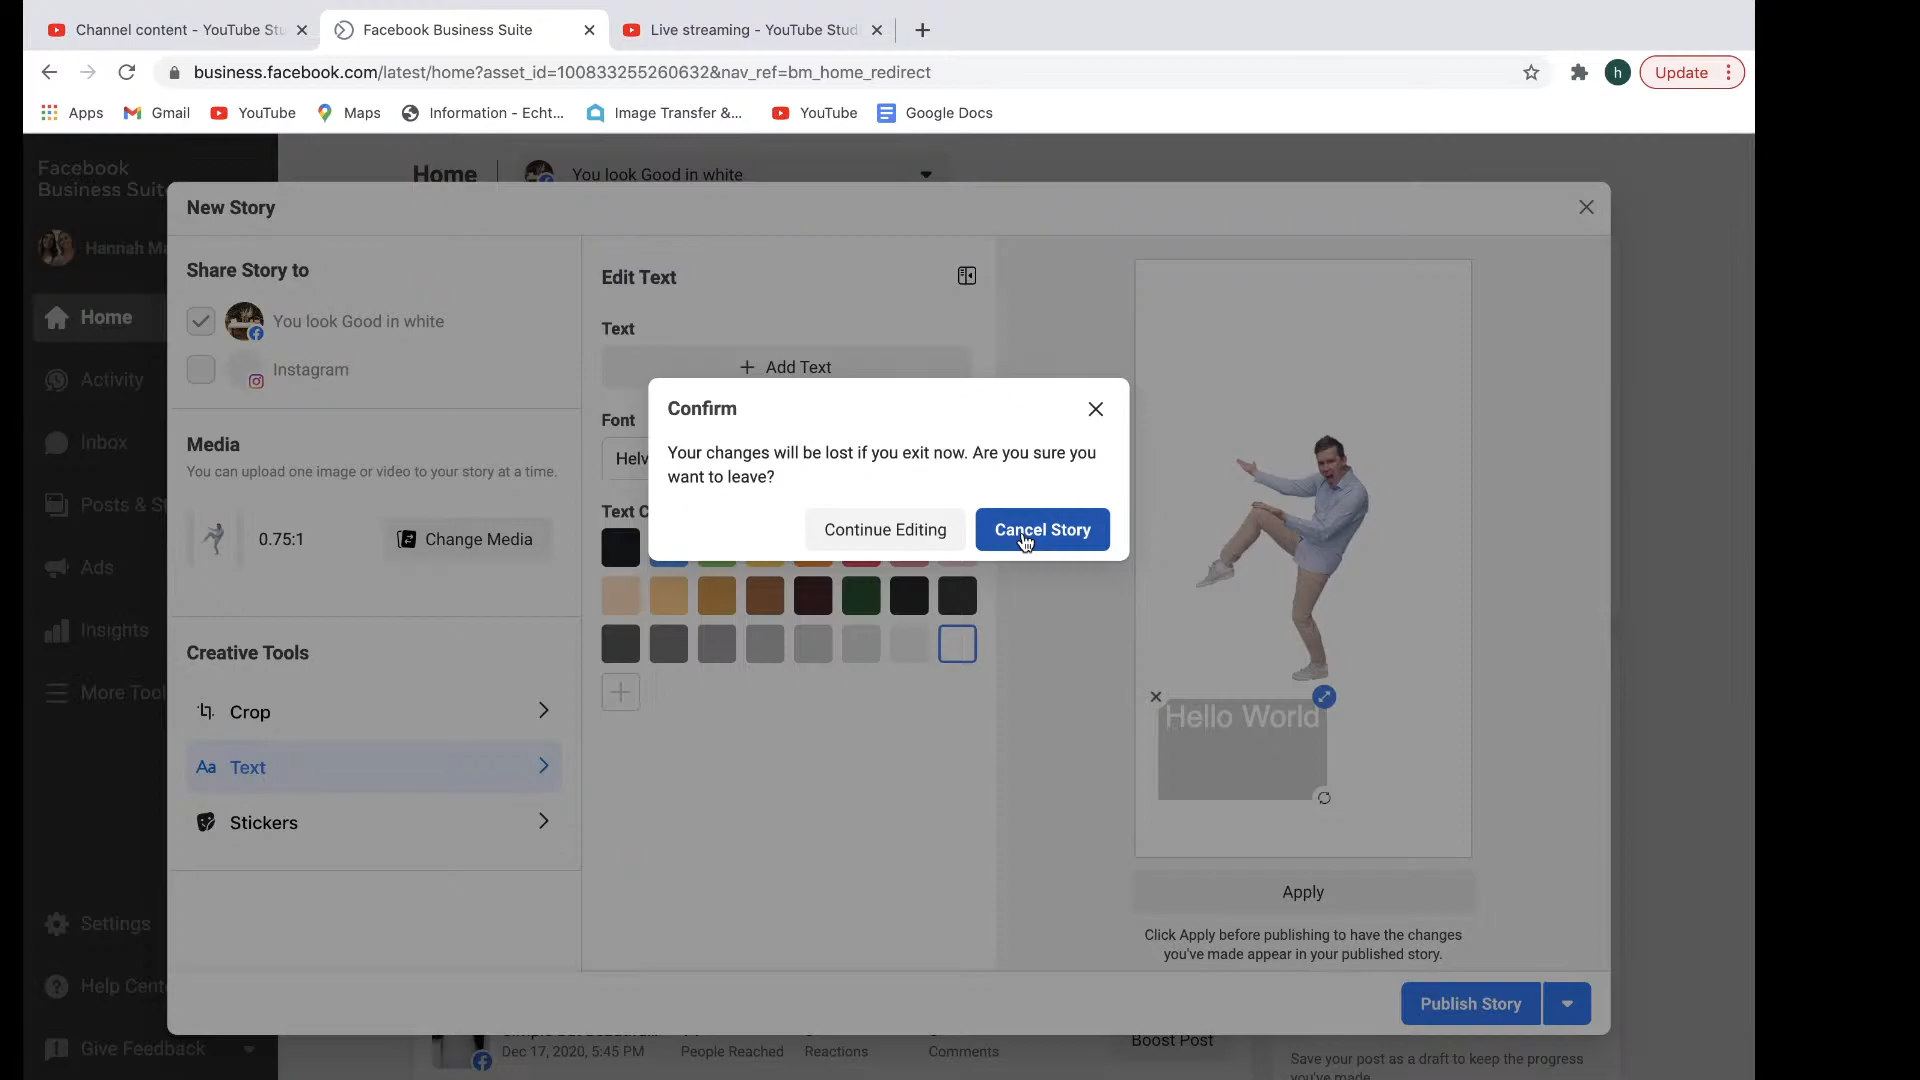 Channel content - YouTube Stu
Facebook Business Suite
Live streaming - YouTube Stud
business.facebook.com/latest/home?asset_id=100833255260632&nav_ref=bm_home_redirect
h
Update
Apps
Gmail
YouTube
Maps
Information - Echt...
Image Transfer &...
YouTube
Google Docs
Facebook
Business Suite
Home
You look Good in white
New Story
Hannah Ma
Home
Activity
Inbox
Posts & St
Ads
Insights
More Tool
Settings
Help Cente
Give Feedback
Share Story to
You look Good in white
Instagram
Media
You can upload one image or video to your story at a time.
0.75:1
Change Media
Creative Tools
Crop
Aa Text
Stickers
Edit Text
Text
+ Add Text
Font
Helv
Text C
Confirm
Your changes will be lost if you exit now. Are you sure you
want to leave?
Continue Editing
Cancel Story
Hello World
Apply
Click Apply before publishing to have the changes
you've made appear in your published story.
Publish Story
Dec 17, 2020, 5:45 PM
People Reached
Reactions
Comments
Boost Post
Save your post as a draft to keep the progress
you've made.